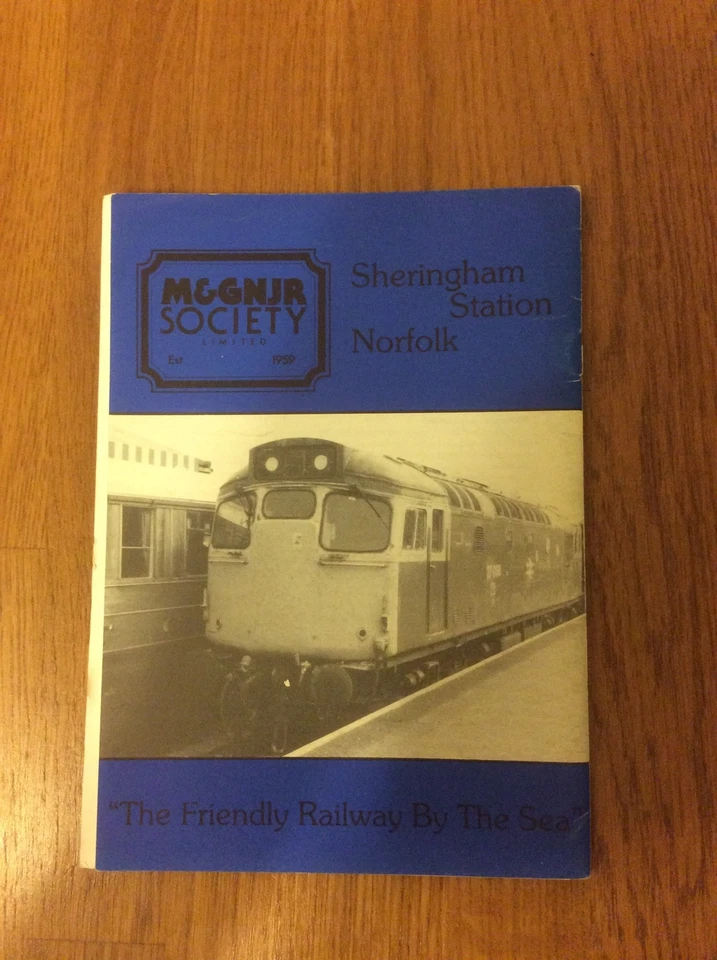 M&GNJR
SOCIETY
LIMITED
Est 1959
Sheringham
Station
Norfolk
"The Friendly Railway By The Sea"